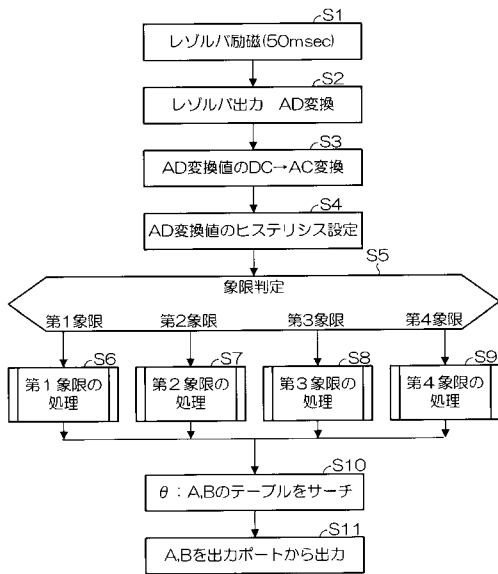 S1
レゾルバ励磁(50msec)
S2
レゾルバ出力　AD変換
S3
AD変換値のDC→AC変換
S4
AD変換値のヒステリシス設定
S5
象限判定
第1象限　第2象限　第3象限　第4象限
S6　S7　S8　S9
第1象限の　第2象限の　第3象限の　第4象限の
処理　処理　処理　処理
S10
θ：A,Bのテーブルをサーチ
S11
A,Bを出力ポートから出力